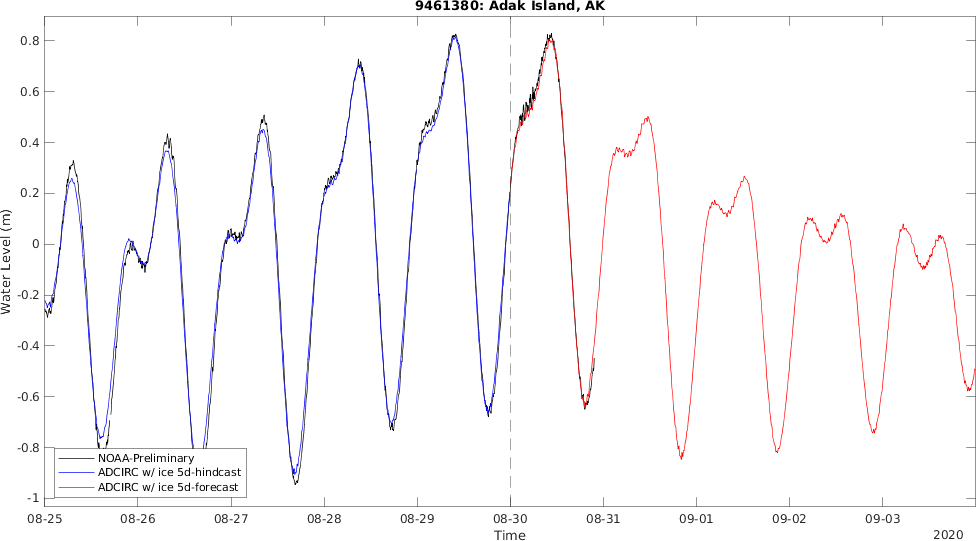 9461380: Adak Island, AK
0.8
0.6
0.4
0.2
0
-0.2
-0.4
-0.6
-0.8
-1
Water Level (m)
NOAA-Preliminary
ADCIRC w/ ice 5d-hindcast
ADCIRC w/ ice 5d-forecast
08-25 08-26 08-27 08-28 08-29 08-30 08-31 09-01 09-02 09-03
Time
2020